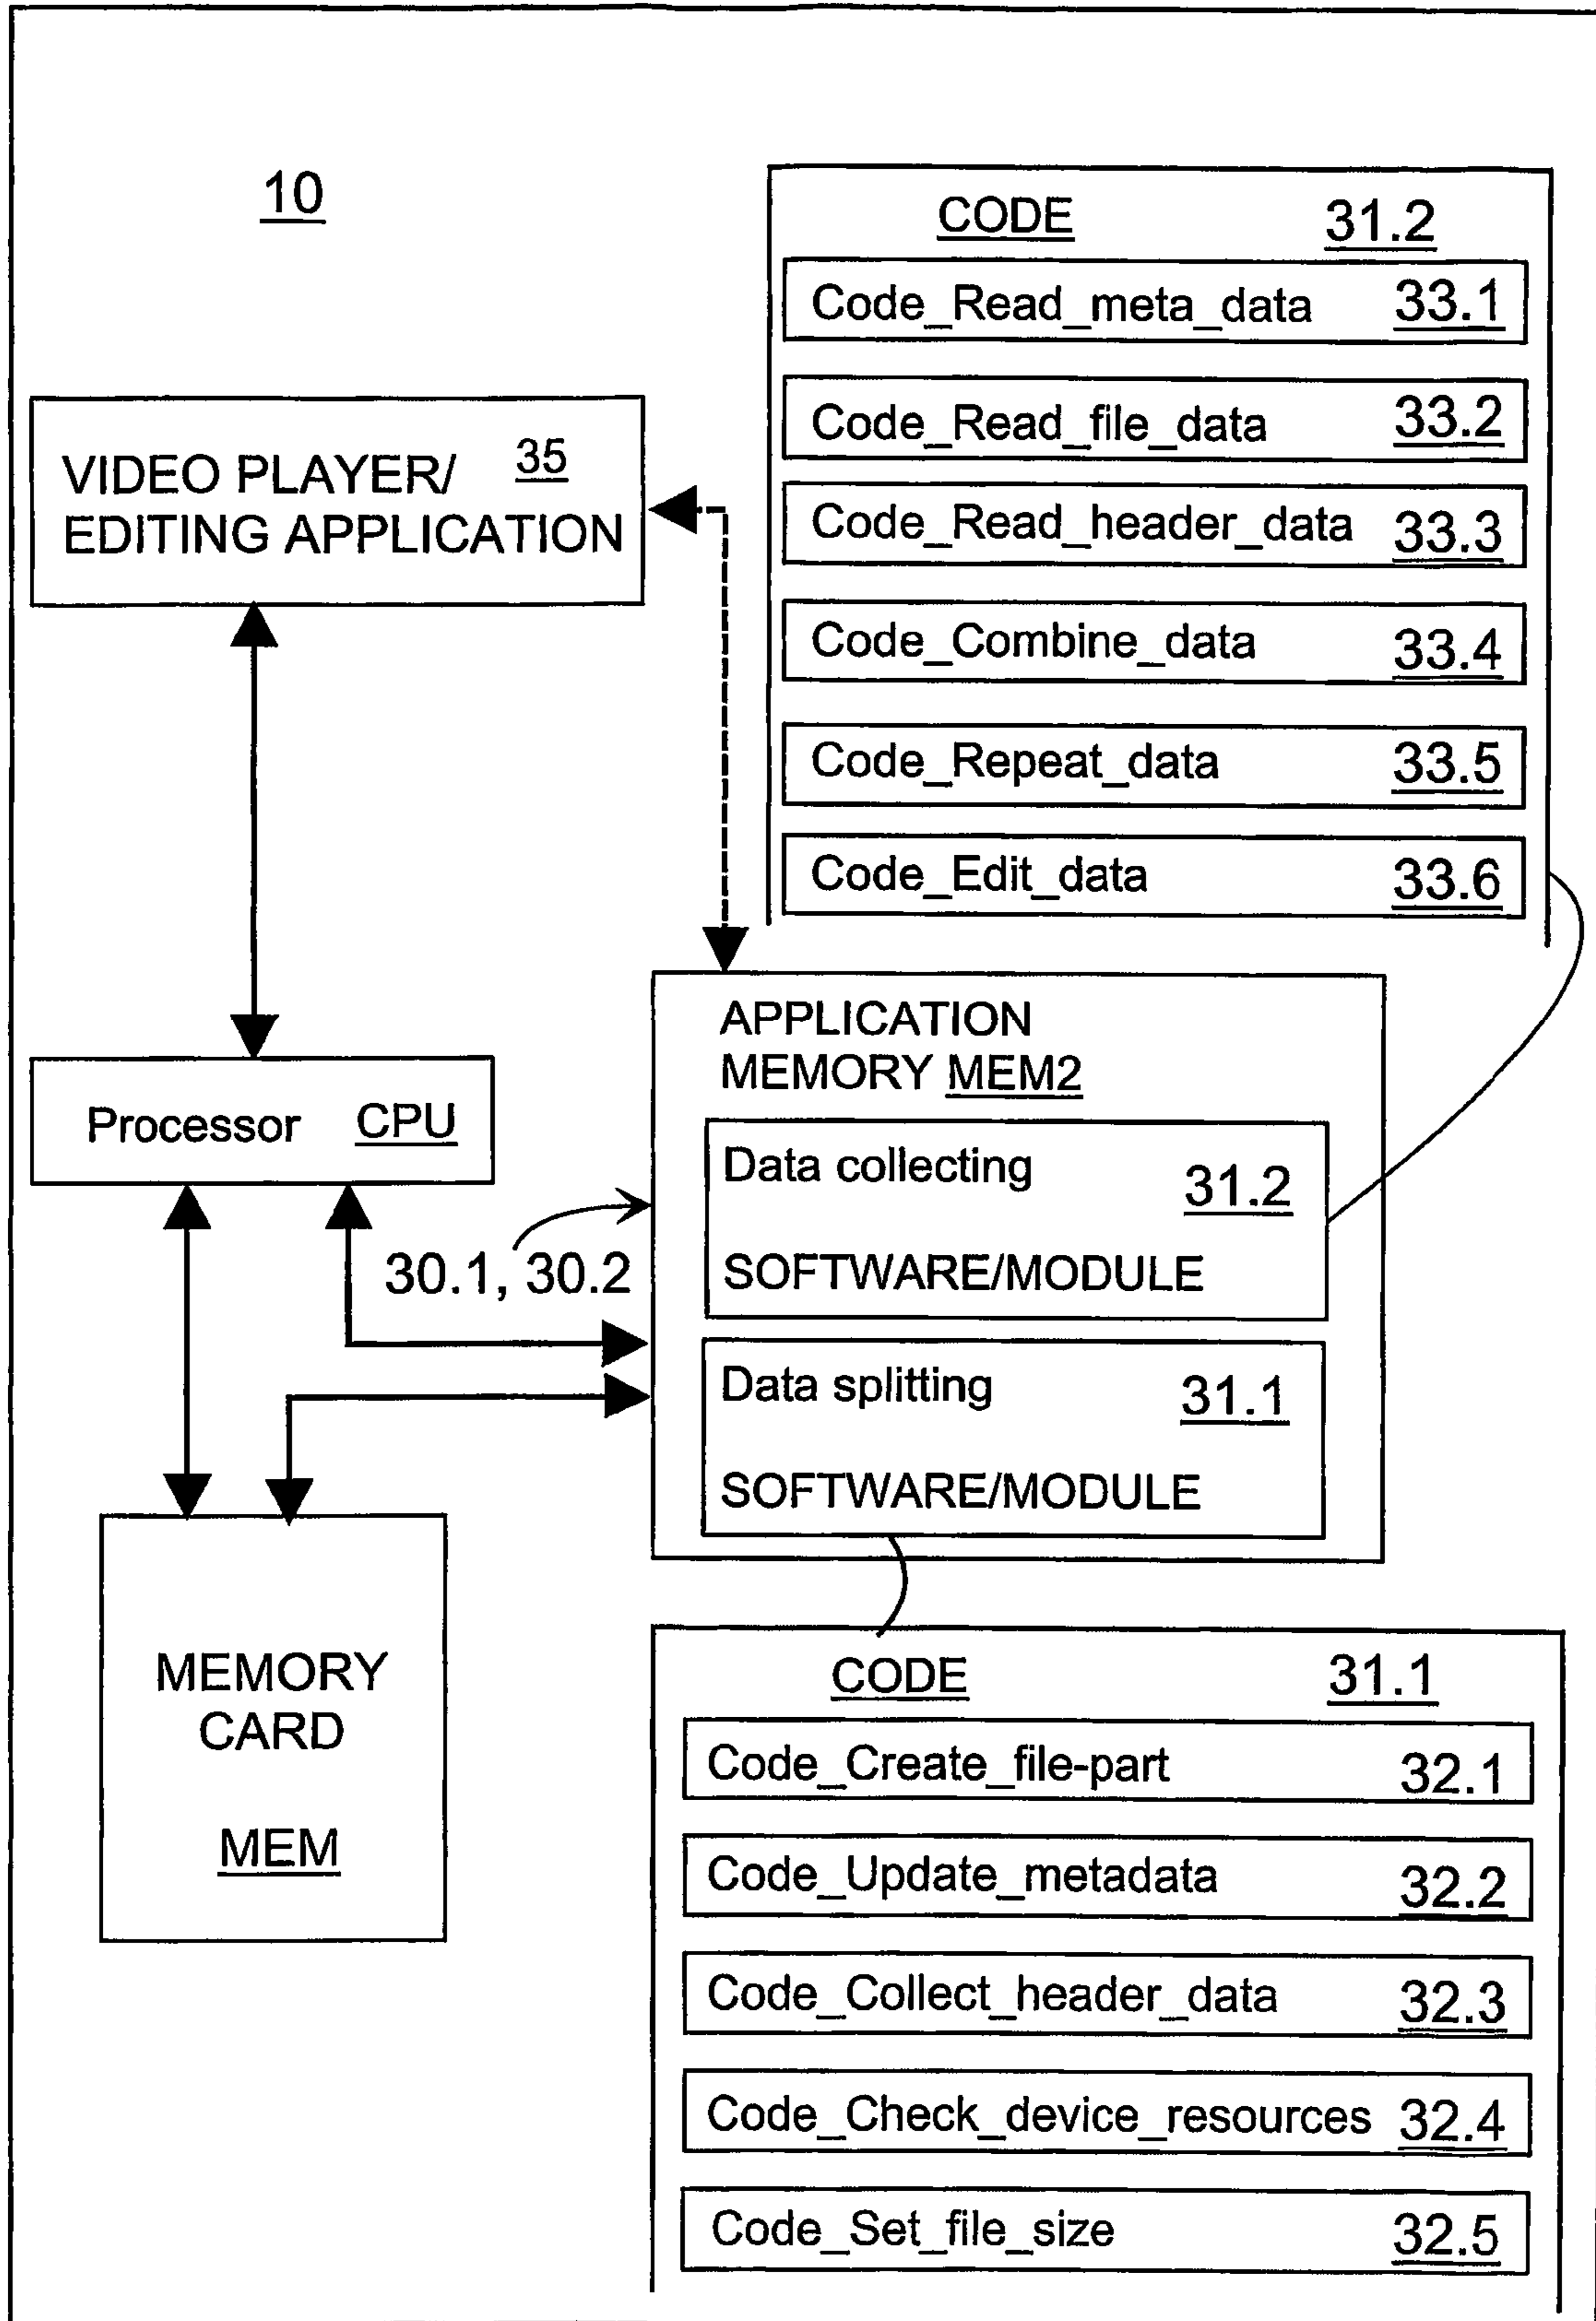 10
CODE 31.2
Code_Read_meta_data 33.1
Code_Read_file_data 33.2
Code_Read_header_data 33.3
Code_Combine_data 33.4
Code_Repeat_data 33.5
Code_Edit_data 33.6
VIDEO PLAYER/ 35
EDITING APPLICATION
Processor CPU
30.1, 30.2
APPLICATION
MEMORY MEM2
Data collecting 31.2
SOFTWARE/MODULE
Data splitting 31.1
SOFTWARE/MODULE
MEMORY
CARD
MEM
CODE 31.1
Code_Create_file-part 32.1
Code_Update_metadata 32.2
Code_Collect_header_data 32.3
Code_Check_device_resources 32.4
Code_Set_file_size 32.5